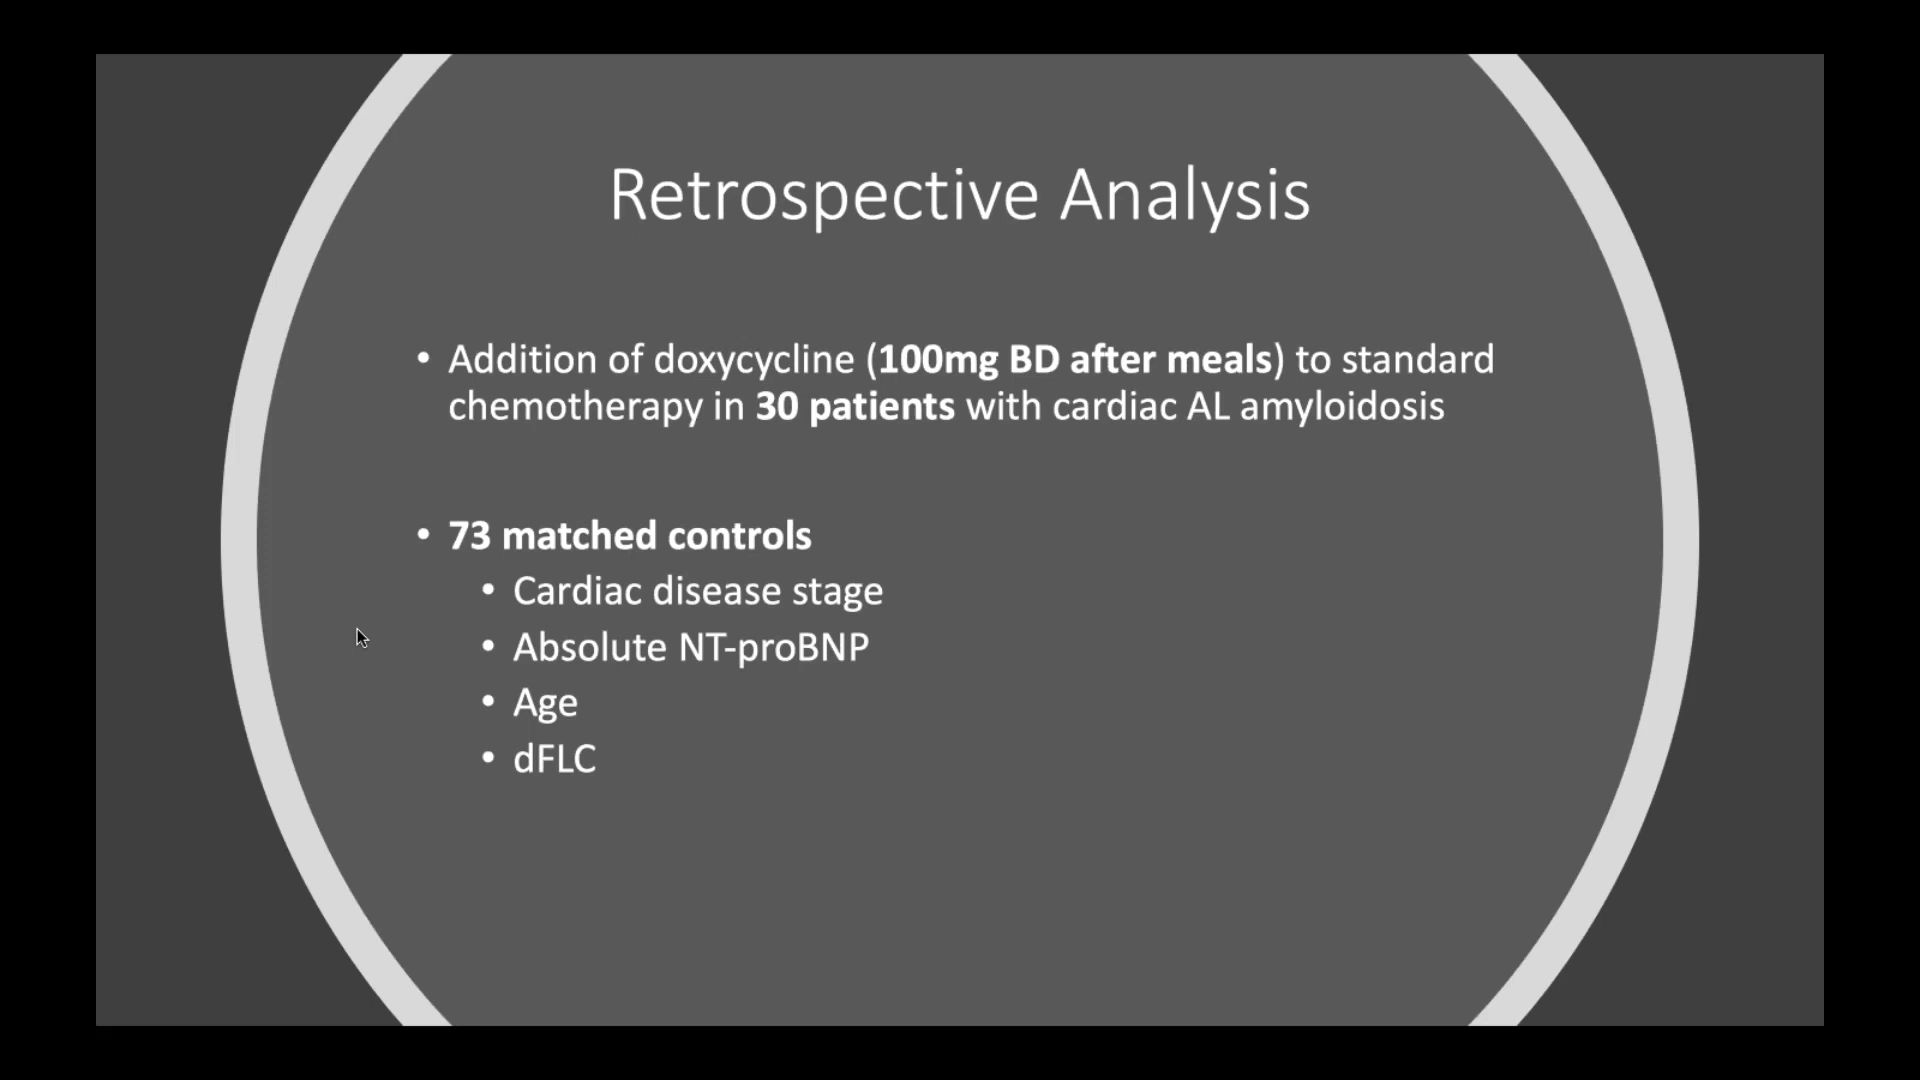 Retrospective Analysis
• Addition of doxycycline (100mg BD after meals) to standard
chemotherapy in 30 patients with cardiac AL amyloidosis
• 73 matched controls
• Cardiac disease stage
• Absolute NT-proBNP
• Age
• dFLC